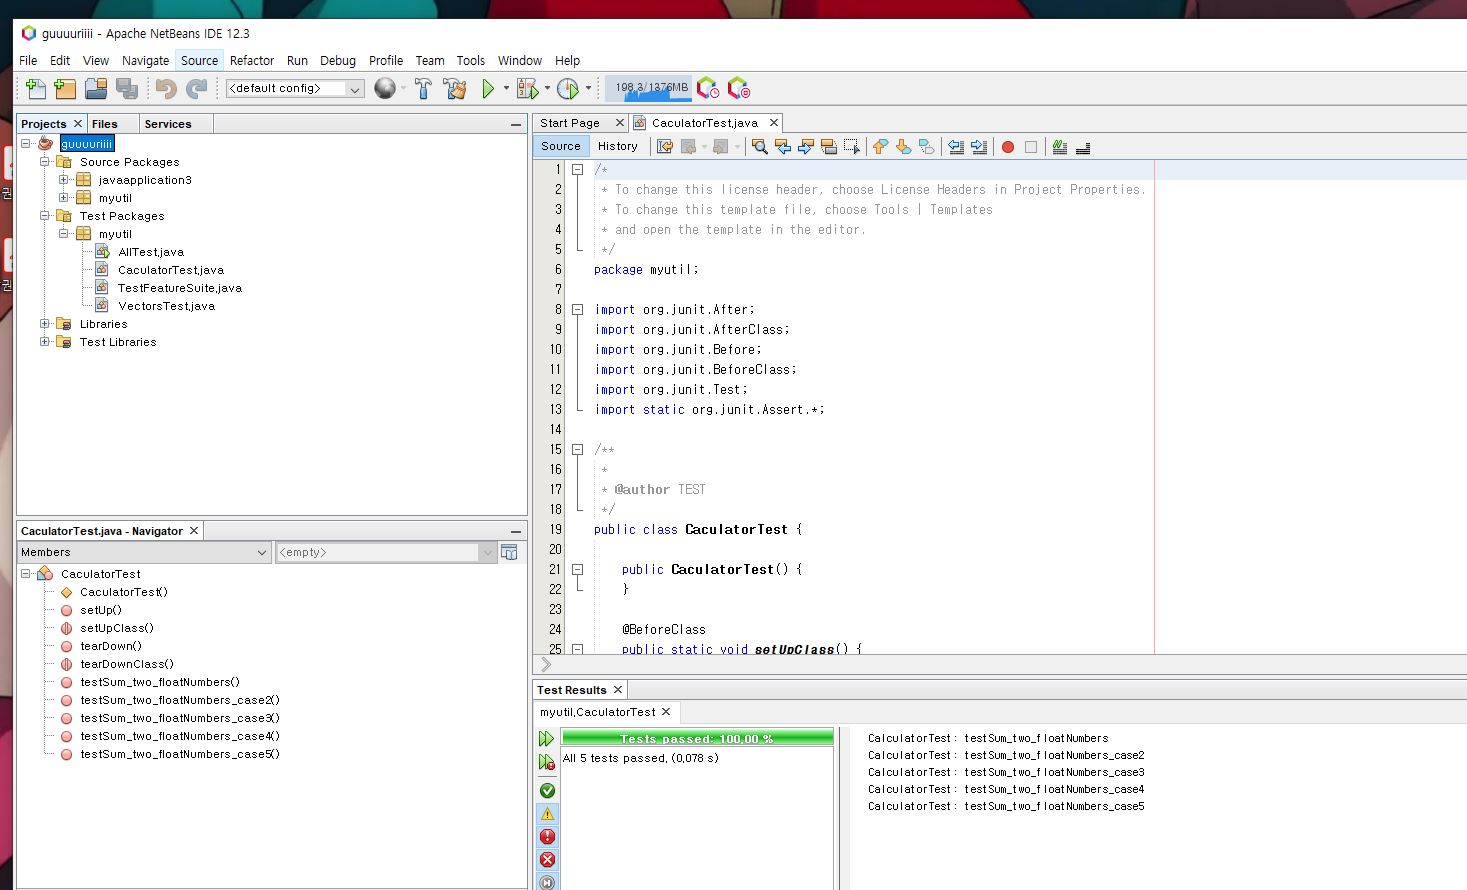 guuuuriiii - Apache NetBeans IDE 12.3
File Edit View Navigate Source Refactor Run Debug Profile Team Tools Window Help
<default config> 198.3/1376MB
Projects Files Services
guuuuriiii
Source Packages
javaapplication3
myutil
Test Packages
myutil
AllTest.java
CaculatorTest.java
TestFeatureSuite.java
VectorsTest.java
Libraries
Test Libraries
CaculatorTest.java - Navigator
Members <empty>
CaculatorTest
CaculatorTest()
setUp()
setUpClass()
tearDown()
tearDownClass()
testSum_two_floatNumbers()
testSum_two_floatNumbers_case2()
testSum_two_floatNumbers_case3()
testSum_two_floatNumbers_case4()
testSum_two_floatNumbers_case5()
Start Page CaculatorTest.java
Source History
1 /*
2 * To change this license header, choose License Headers in Project Properties.
3 * To change this template file, choose Tools | Templates
4 * and open the template in the editor.
5 */
6 package myutil;
7
8 import org.junit.After;
9 import org.junit.AfterClass;
10 import org.junit.Before;
11 import org.junit.BeforeClass;
12 import org.junit.Test;
13 import static org.junit.Assert.*;
14
15 /**
16 *
17 * @author TEST
18 */
19 public class CaculatorTest {
20
21 public CaculatorTest() {
22 }
23
24 @BeforeClass
25 public static void setUpClass() {
Test Results
myutil.CaculatorTest
Tests passed: 100.00 %
All 5 tests passed. (0.078 s)
CalculatorTest: testSum_two_floatNumbers
CalculatorTest: testSum_two_floatNumbers_case2
CalculatorTest: testSum_two_floatNumbers_case3
CalculatorTest: testSum_two_floatNumbers_case4
CalculatorTest: testSum_two_floatNumbers_case5